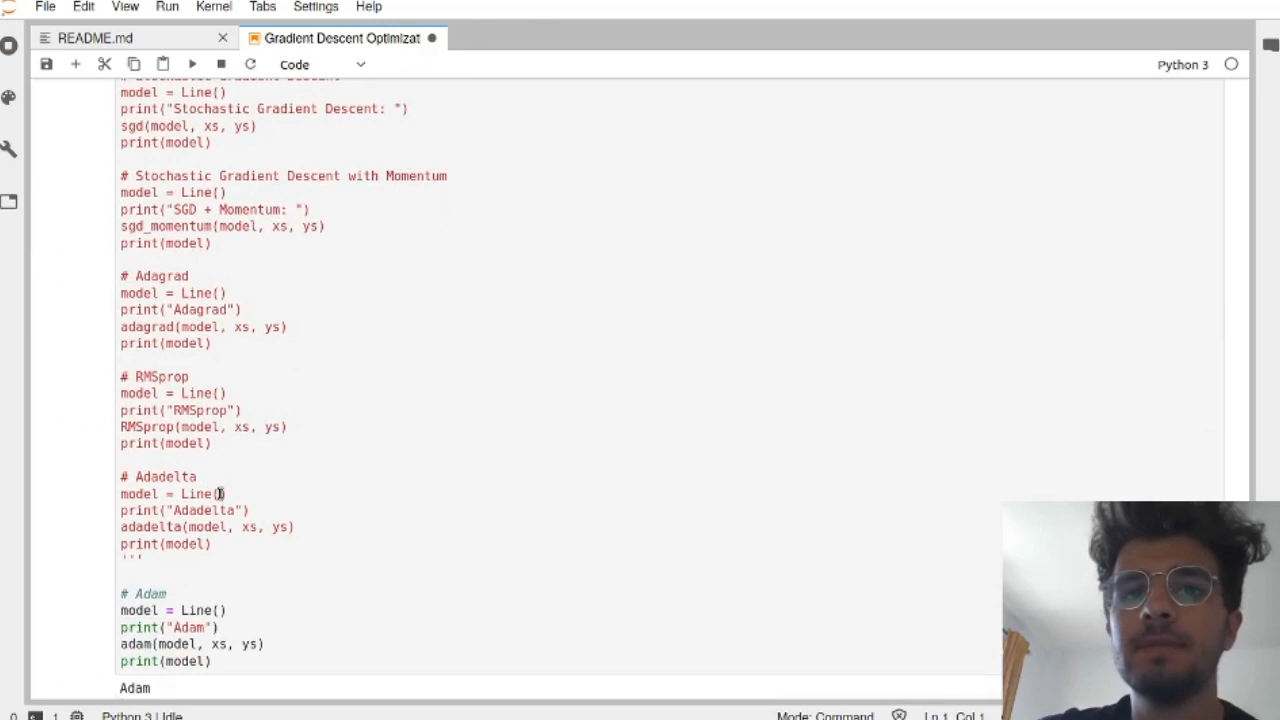 File Edit View Run Kernel Tabs Settings Help
README.md
Gradient Descent Optimizat
Code
Python 3
# Stochastic Gradient Descent
model = Line()
print("Stochastic Gradient Descent: ")
sgd(model, xs, ys)
print(model)
# Stochastic Gradient Descent with Momentum
model = Line()
print("SGD + Momentum: ")
sgd_momentum(model, xs, ys)
print(model)
# Adagrad
model = Line()
print("Adagrad")
adagrad(model, xs, ys)
print(model)
# RMSprop
model = Line()
print("RMSprop")
RMSprop(model, xs, ys)
print(model)
# Adadelta
model = Line()
print("Adadelta")
adadelta(model, xs, ys)
print(model)
'''
# Adam
model = Line()
print("Adam")
adam(model, xs, ys)
print(model)
Adam
0 1 Python 3 | Idle Mode: Command Ln 1, Col 1